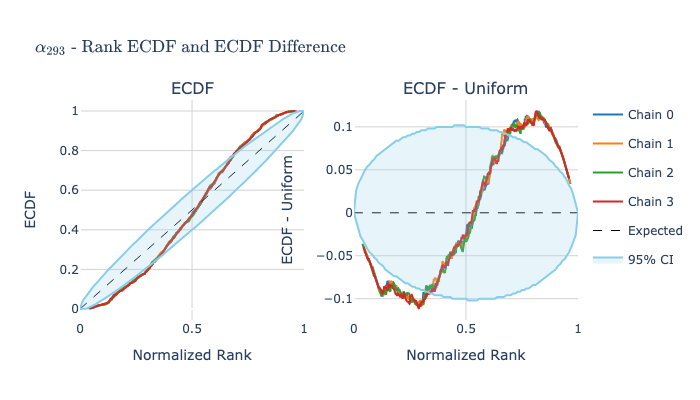 α₂₉₃ - Rank ECDF and ECDF Difference
ECDF
ECDF - Uniform
ECDF
1
0.8
0.6
0.4
0.2
0
0
0.5
1
Normalized Rank
ECDF - Uniform
0.1
0.05
0
−0.05
−0.1
0
0.5
1
Normalized Rank
Chain 0
Chain 1
Chain 2
Chain 3
Expected
95% CI